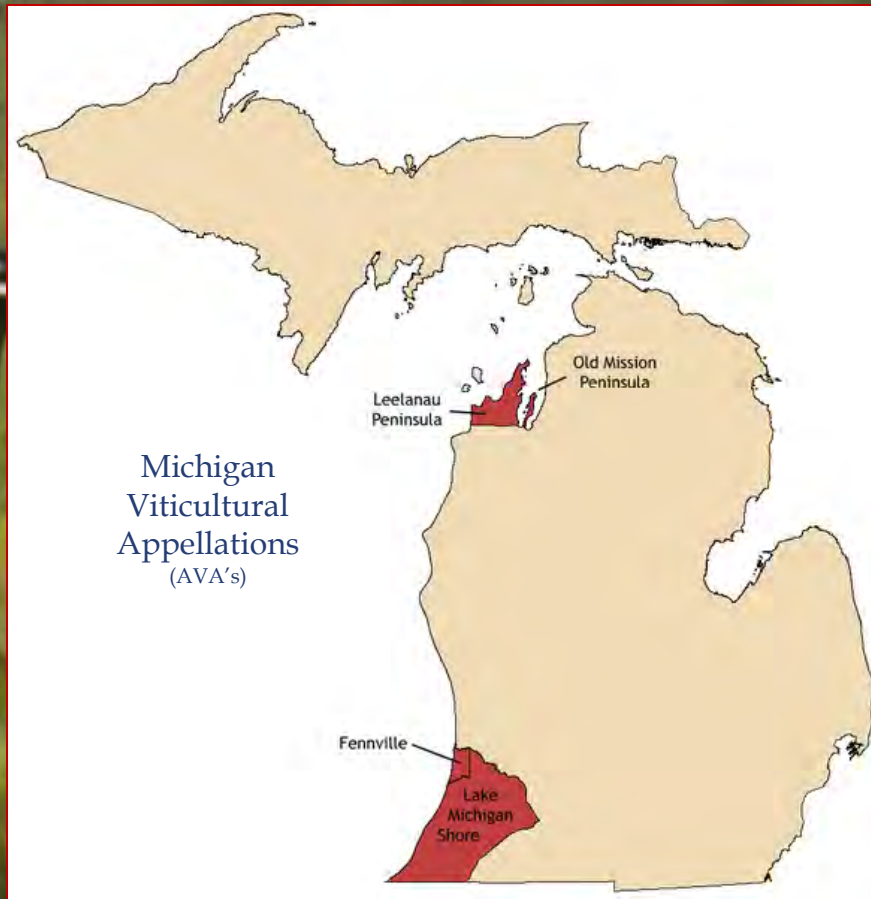 Old Mission
Peninsula
Leelanau
Peninsula
Michigan
Viticultural
Appellations
(AVA's)
Fennville
Lake
Michigan
Shore